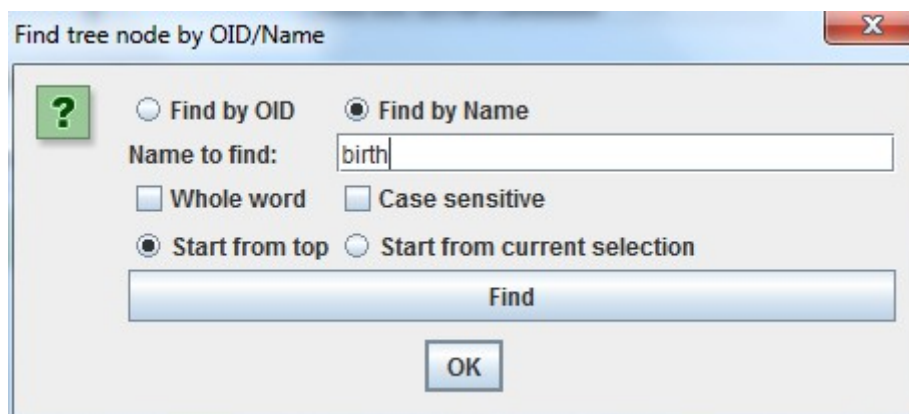 Find tree node by OID/Name
Find by OID Find by Name
Name to find: birth
Whole word Case sensitive
Start from top Start from current selection
Find
OK